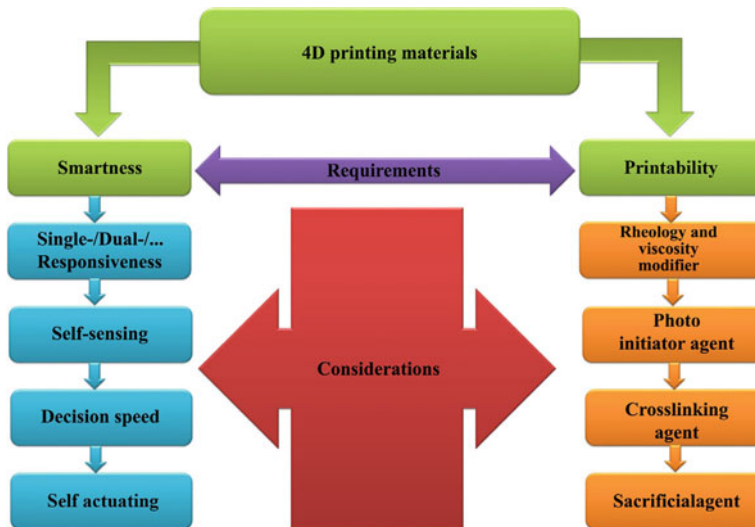 4D printing materials
Smartness
Requirements
Printability
Single-/Dual-/...
Responsiveness
Rheology and
viscosity
modifier
Self-sensing
Photo
initiator agent
Considerations
Decision speed
Crosslinking
agent
Self actuating
Sacrificialagent